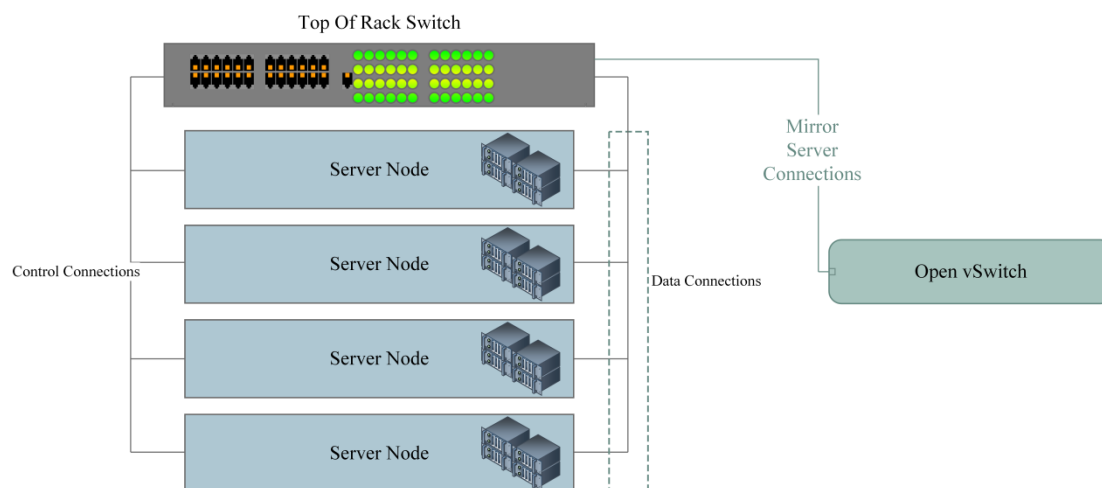 Top Of Rack Switch
Mirror
Server
Connections
Server Node
Server Node
Control Connections
Data Connections
Open vSwitch
Server Node
Server Node